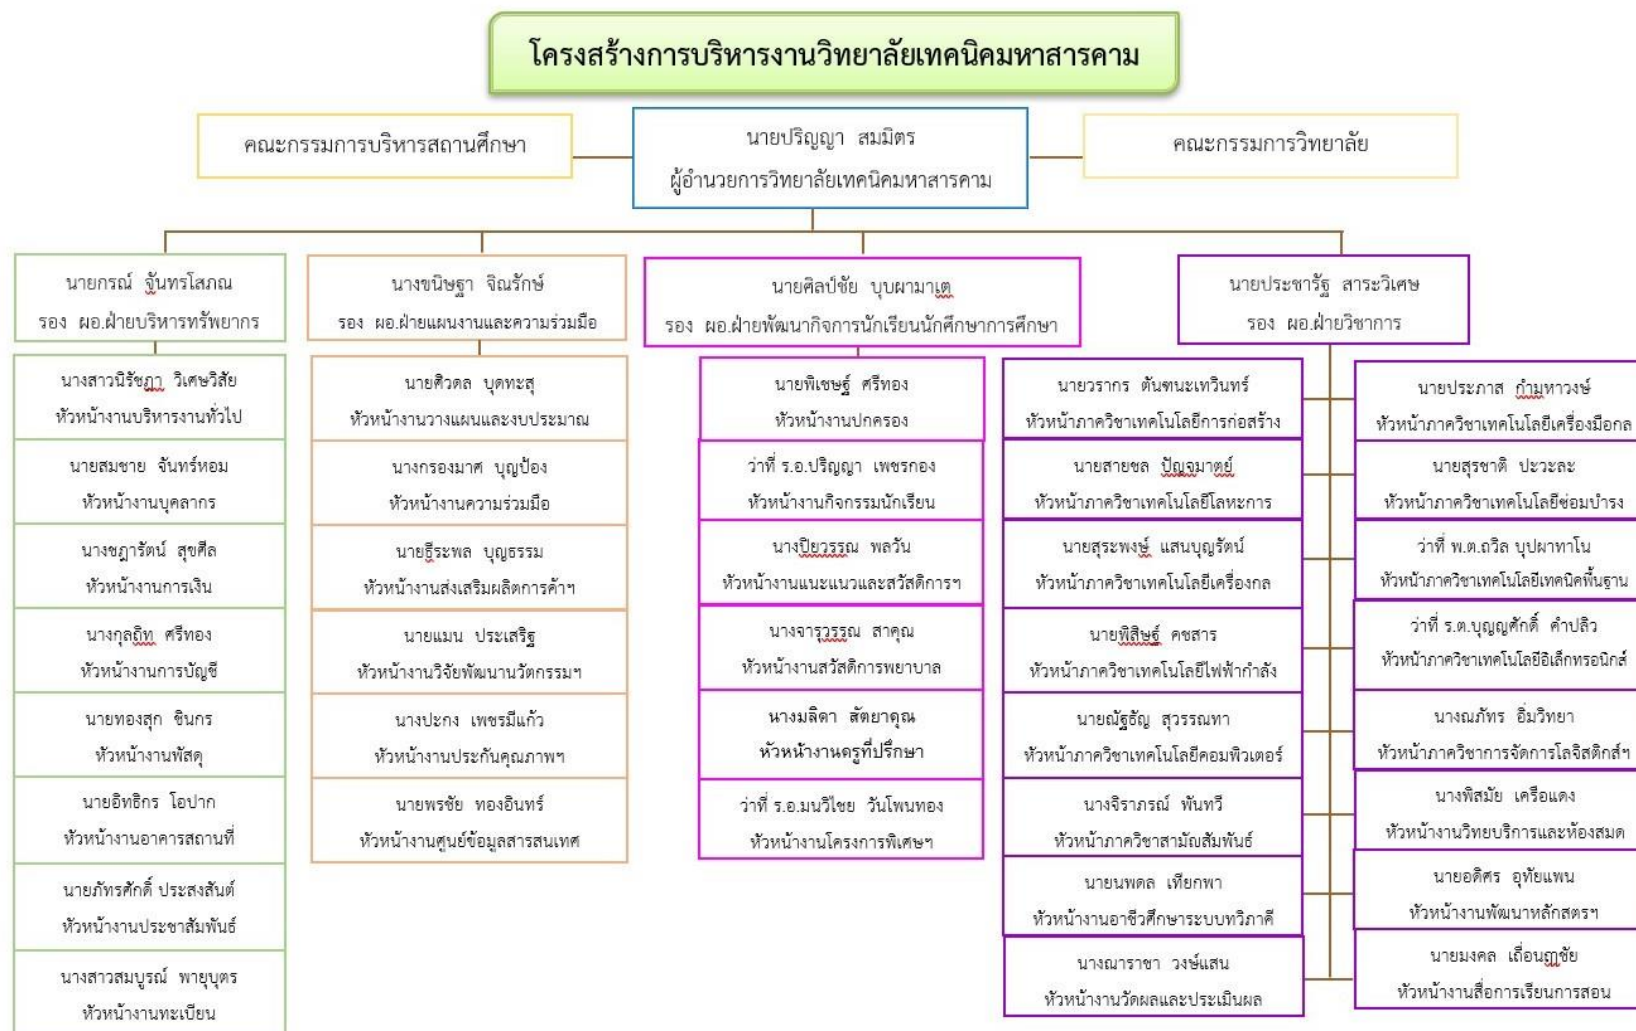 โครงสร้างการบริหารงานวิทยาลัยเทคนิคมหาสารคาม
คณะกรรมการบริหารสถานศึกษา
นายปริญญา สมมิตร
ผู้อำนวยการวิทยาลัยเทคนิคมหาสารคาม
คณะกรรมการวิทยาลัย
นายกรณ์ จุ้นทรโสภณ
รอง ผอ.ฝ่ายบริหารทรัพยากร
นางสาวนิรัชฎา วิเศษวิสัย
หัวหน้างานบริหารงานทั่วไป
นายสมชาย จันทร์หอม
หัวหน้างานบุคลากร
นางชฎารัตน์ สุขศีล
หัวหน้างานการเงิน
นางกุลถิท ศรีทอง
หัวหน้างานการบัญชี
นายทองสุก ชินกร
หัวหน้างานพัสดุ
นายอิทธิกร โอปาก
หัวหน้างานอาคารสถานที่
นายภัทรศักดิ์ ประสงสันต์
หัวหน้างานประชาสัมพันธ์
นางสาวสมบูรณ์ พายุบุตร
หัวหน้างานทะเบียน
นางขนิษฐา จิณรักษ์
รอง ผอ.ฝ่ายแผนงานและความร่วมมือ
นายศิวดล บุดทะสุ
หัวหน้างานวางแผนและงบประมาณ
นางกรองมาศ บุญป้อง
หัวหน้างานความร่วมมือ
นายธีระพล บุญธรรม
หัวหน้างานส่งเสริมผลิตการค้าฯ
นายแมน ประเสริฐ
หัวหน้างานวิจัยพัฒนานวัตกรรมฯ
นางปะกง เพชรมีแก้ว
หัวหน้างานประกันคุณภาพฯ
นายพรชัย ทองอินทร์
หัวหน้างานศูนย์ข้อมูลสารสนเทศ
นายศิลป์ชัย บุบผามาเต
รอง ผอ.ฝ่ายพัฒนากิจการนักเรียนนักศึกษาการศึกษา
นายพิเชษฐ์ ศรีทอง
หัวหน้างานปกครอง
ว่าที่ ร.อ.ปริญญา เพชรกอง
หัวหน้างานกิจกรรมนักเรียน
นางปิยวรรณ พลวัน
หัวหน้างานแนะแนวและสวัสดิการฯ
นางจารุวรรณ สาคุณ
หัวหน้างานสวัสดิการพยาบาล
นางมลิดา สัตยาคุณ
หัวหน้างานครูที่ปรึกษา
ว่าที่ ร.อ.มนวิไชย วันโพนทอง
หัวหน้างานโครงการพิเศษฯ
นายประชารัฐ สาระวิเศษ
รอง ผอ.ฝ่ายวิชาการ
นายวรากร ตันฑนะเทวินทร์
หัวหน้าภาควิชาเทคโนโลยีการก่อสร้าง
นายสายชล ปัญจมาตย์
หัวหน้าภาควิชาเทคโนโลยีโลหะการ
นายสุระพงษ์ แสนบุญรัตน์
หัวหน้าภาควิชาเทคโนโลยีเครื่องกล
นายพิสิษฐ์ คชสาร
หัวหน้าภาควิชาเทคโนโลยีไฟฟ้ากำลัง
นายณัฐธัญ สุวรรณทา
หัวหน้าภาควิชาเทคโนโลยีคอมพิวเตอร์
นางจิราภรณ์ พันทวี
หัวหน้าภาควิชาสามัญสัมพันธ์
นายนพดล เทียกพา
หัวหน้างานอาชีวศึกษาระบบทวิภาคี
นางณาราชา วงษ์แสน
หัวหน้างานวัดผลและประเมินผล
นายประภาส กำมหาวงษ์
หัวหน้าภาควิชาเทคโนโลยีเครื่องมือกล
นายสุรชาติ ปะวะละ
หัวหน้าภาควิชาเทคโนโลยีซ่อมบำรุง
ว่าที่ พ.ต.ถวิล บุปผาทาโน
หัวหน้าภาควิชาเทคโนโลยีเทคนิคพื้นฐาน
ว่าที่ ร.ต.บุญญศักดิ์ คำปลิว
หัวหน้าภาควิชาเทคโนโลยีอิเล็กทรอนิกส์
นางณภัทร อิ่มวิทยา
หัวหน้าภาควิชาการจัดการโลจิสติกส์ฯ
นางพิสมัย เครือแดง
หัวหน้างานวิทยบริการและห้องสมุด
นายอดิศร อุทัยแพน
หัวหน้างานพัฒนาหลักสูตรฯ
นายมงคล เถื่อนฤาชัย
หัวหน้างานสื่อการเรียนการสอน